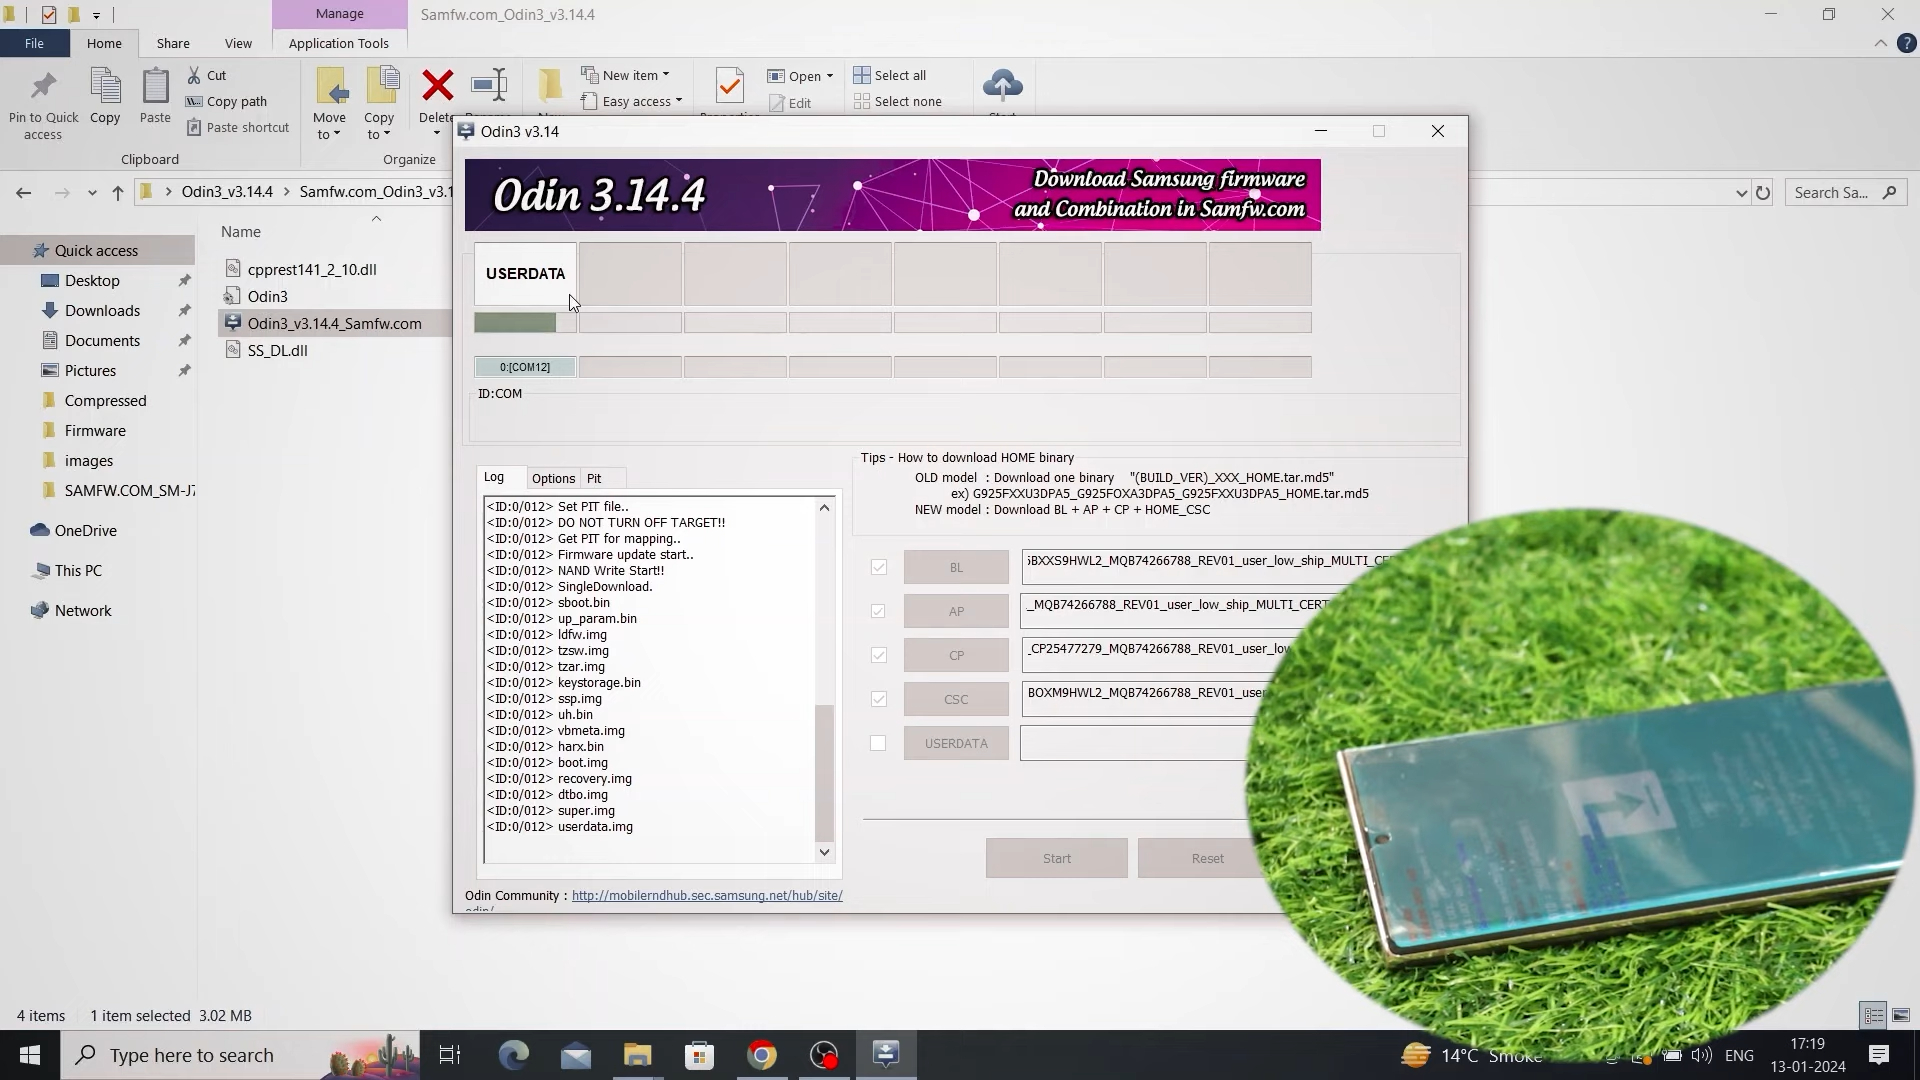 Manage
Samfw.com_Odin3_v3.14.4
File
Home
Share
View
Application Tools
Pin to Quick access
Copy
Paste
Cut
Copy path
Paste shortcut
Clipboard
Move to
Copy to
Delete
Organize
New item
Easy access
Open
Edit
Select all
Select none
Odin3_v3.14.4
Samfw.com_Odin3_v3.1
Search Sa...
Quick access
Desktop
Downloads
Documents
Pictures
Compressed
Firmware
images
SAMFW.COM_SM-J7
OneDrive
This PC
Network
Name
cpprest141_2_10.dll
Odin3
Odin3_v3.14.4_Samfw.com
SS_DL.dll
Odin3 v3.14
Odin 3.14.4
Download Samsung firmware
and Combination in Samfw.com
USERDATA
0:[COM12]
ID:COM
Log
Options
Pit
<ID:0/012> Set PIT file..
<ID:0/012> DO NOT TURN OFF TARGET!!
<ID:0/012> Get PIT for mapping..
<ID:0/012> Firmware update start..
<ID:0/012> NAND Write Start!!
<ID:0/012> SingleDownload.
<ID:0/012> sboot.bin
<ID:0/012> up_param.bin
<ID:0/012> ldfw.img
<ID:0/012> tzsw.img
<ID:0/012> tzar.img
<ID:0/012> keystorage.bin
<ID:0/012> ssp.img
<ID:0/012> uh.bin
<ID:0/012> vbmeta.img
<ID:0/012> harx.bin
<ID:0/012> boot.img
<ID:0/012> recovery.img
<ID:0/012> dtbo.img
<ID:0/012> super.img
<ID:0/012> userdata.img
Tips - How to download HOME binary
OLD model : Download one binary "(BUILD_VER)_XXX_HOME.tar.md5"
ex) G925FXXU3DPA5_G925FOXA3DPA5_G925FXXU3DPA5_HOME.tar.md5
NEW model : Download BL + AP + CP + HOME_CSC
BL
BXXS9HWL2_MQB74266788_REV01_user_low_ship_MULTI_CE
AP
_MQB74266788_REV01_user_low_ship_MULTI_CERT
CP
_CP25477279_MQB74266788_REV01_user_lo
CSC
BOXM9HWL2_MQB74266788_REV01_user
USERDATA
Start
Reset
Odin Community : http://mobilerndhub.sec.samsung.net/hub/site/
odin/
4 items
1 item selected 3.02 MB
Type here to search
14°C Smoke
ENG
17:19
13-01-2024